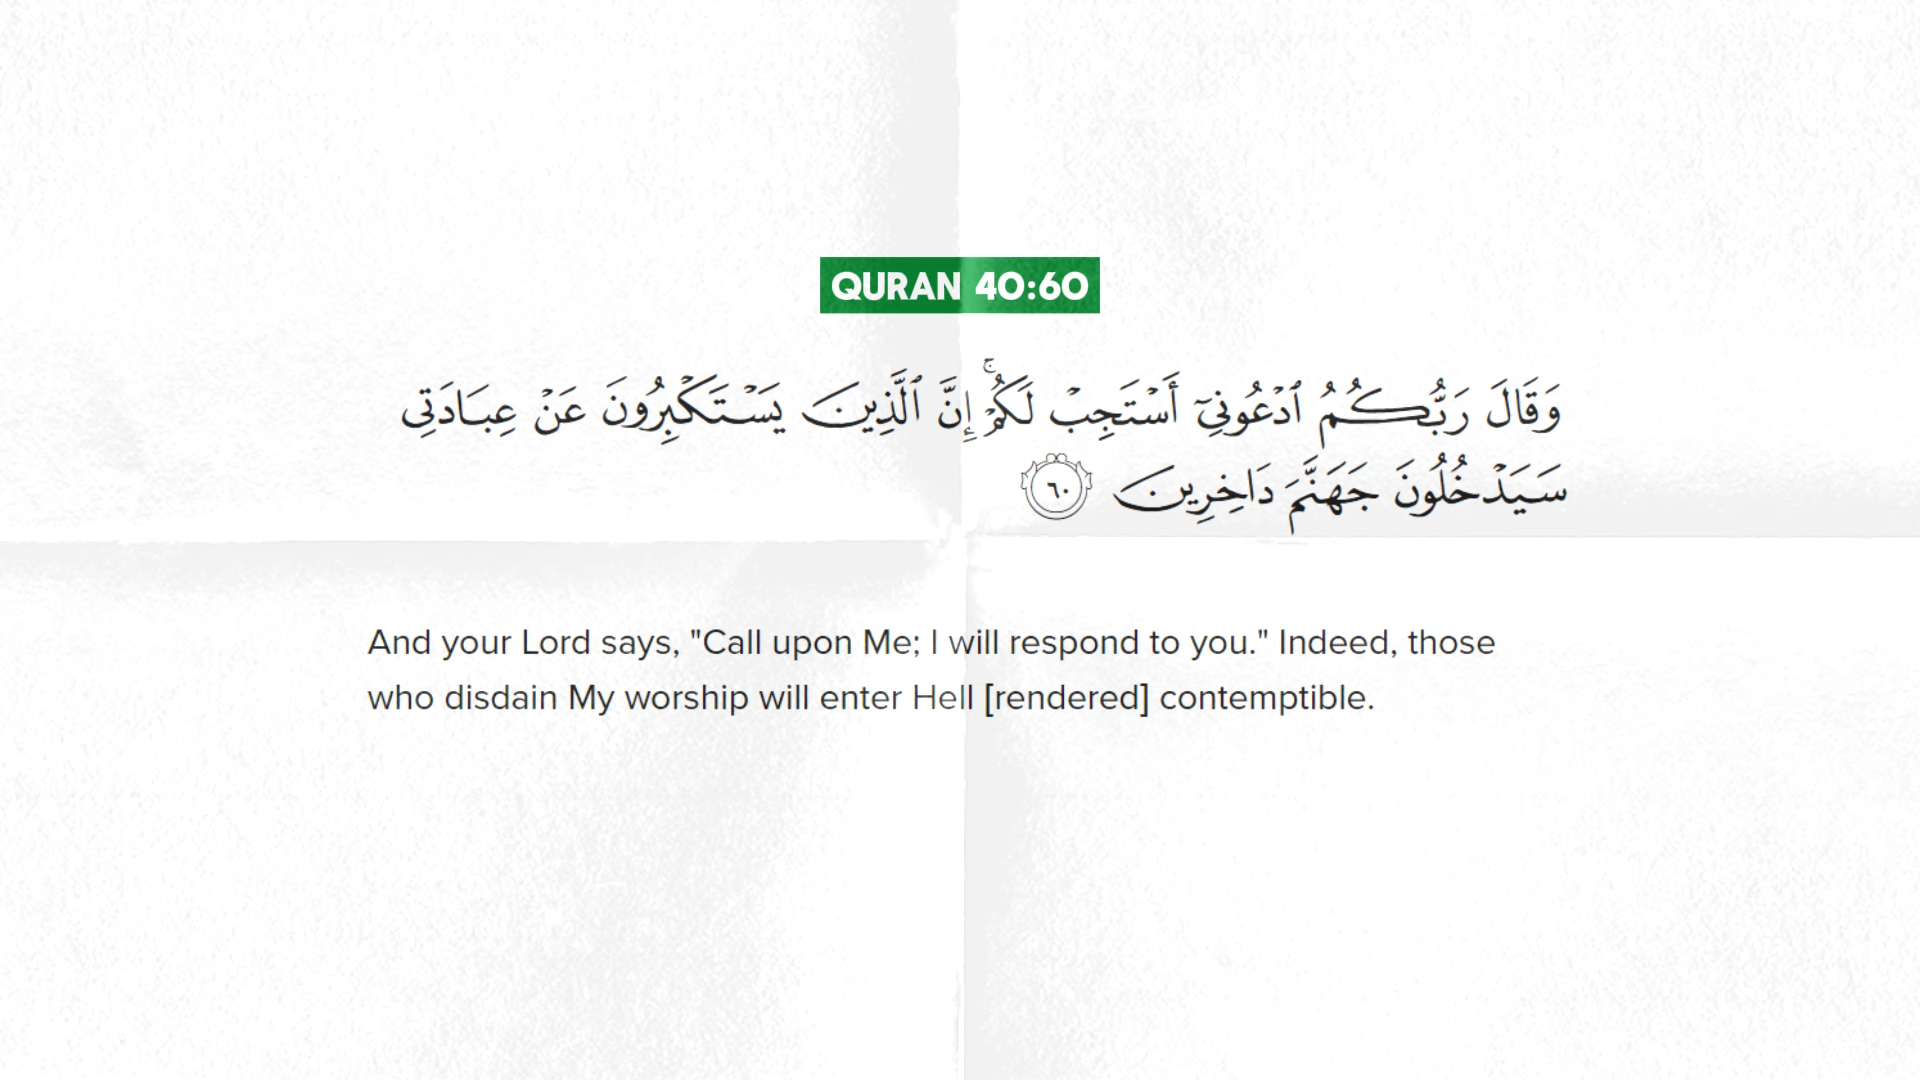 QURAN 40:60
وَقَالَ رَبُّكُمُ ٱدْعُونِىٓ أَسْتَجِبْ لَكُمْ ۚ إِنَّ ٱلَّذِينَ يَسْتَكْبِرُونَ عَنْ عِبَادَتِى
سَيَدْخُلُونَ جَهَنَّمَ دَاخِرِينَ ٦٠
And your Lord says, "Call upon Me; I will respond to you." Indeed, those
who disdain My worship will enter Hell [rendered] contemptible.